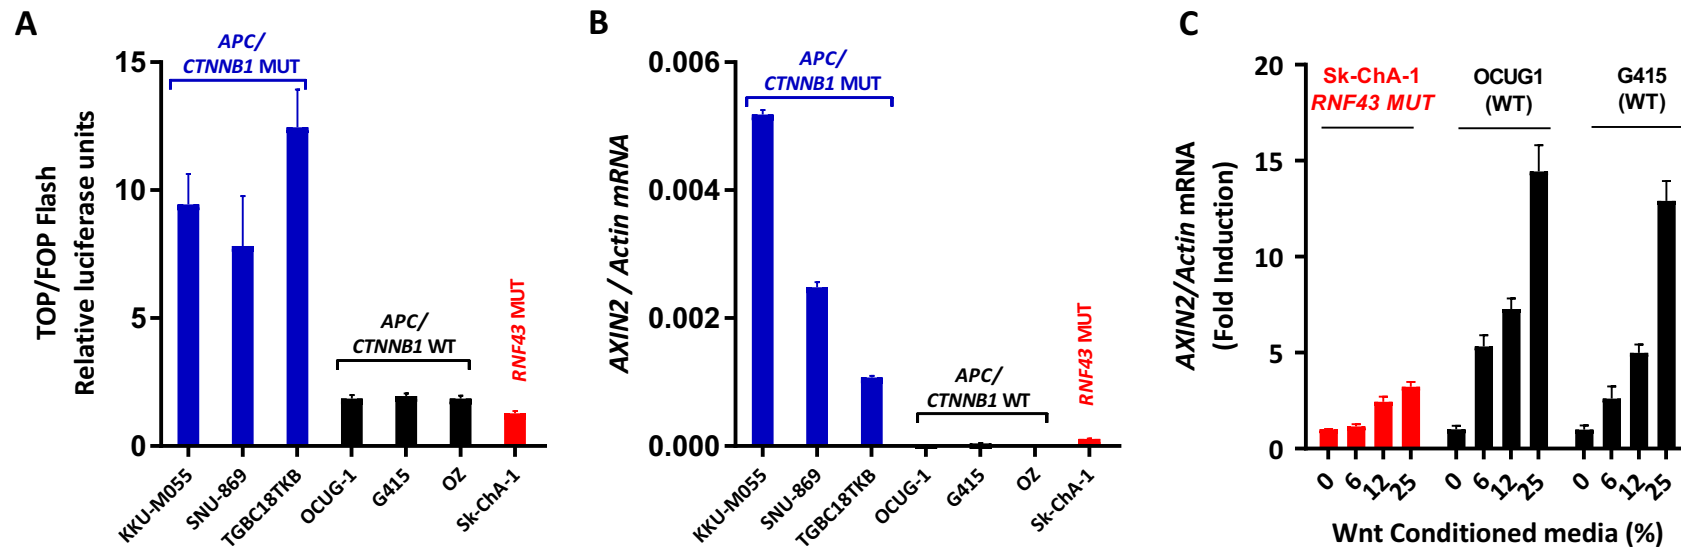 A
APC/
CTNNB1 MUT
TOP/FOP Flash
Relative luciferase units
15
10
5
0
APC/
CTNNB1 WT
RNF43 MUT
KKU-M055
SNU-869
TGBC18TKB
OCUG-1
G415
OZ
Sk-ChA-1
B
APC/
CTNNB1 MUT
AXIN2 / Actin mRNA
0.006
0.004
0.002
0.000
APC/
CTNNB1 WT
RNF43 MUT
KKU-M055
SNU-869
TGBC18TKB
OCUG-1
G415
OZ
Sk-ChA-1
C
AXIN2/Actin mRNA
(Fold Induction)
20
15
10
5
0
Sk-ChA-1
RNF43 MUT
OCUG1
(WT)
G415
(WT)
0 6 12 25 0 6 12 25 0 6 12 25
Wnt Conditioned media (%)